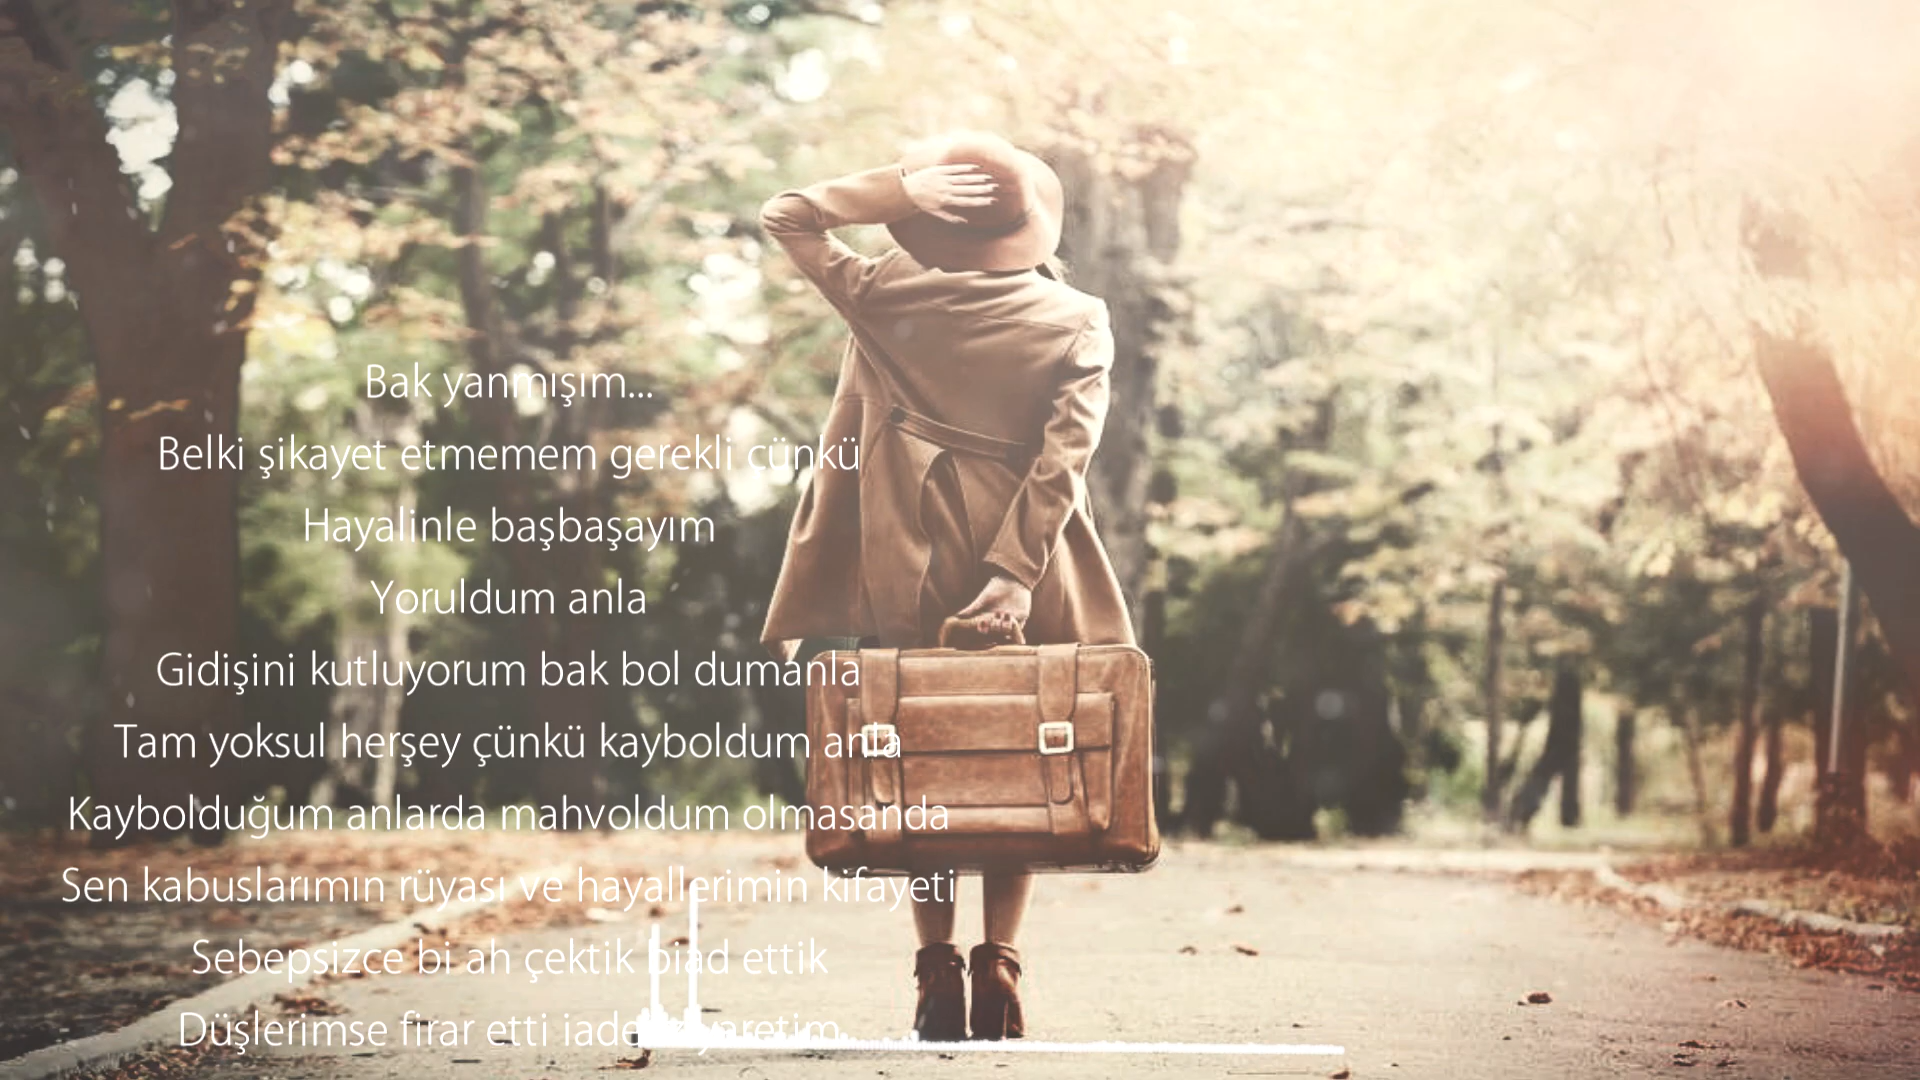 Bak yanmışım...
Belki şikayet etmemem gerekli çünkü
Hayalinle başbaşayım
Yoruldum anla
Gidişini kutluyorum bak bol dumanla
Tam yoksul herşey çünkü kayboldum anla
Kaybolduğum anlarda mahvoldum olmasanda
Sen kabuslarımın rüyası ve hayallerimin kifayeti
Sebepsizce bi ah çektik biad ettik
Düşlerimse firar etti iade